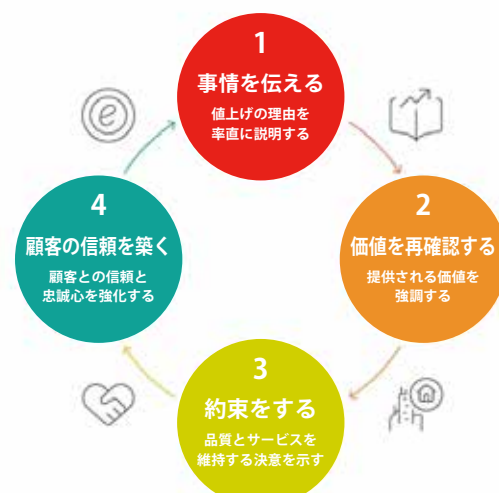 1
事情を伝える
値上げの理由を
率直に説明する
2
価値を再確認する
提供される価値を
強調する
3
約束をする
品質とサービスを
維持する決意を示す
4
顧客の信頼を築く
顧客との信頼と
忠誠心を強化する
e